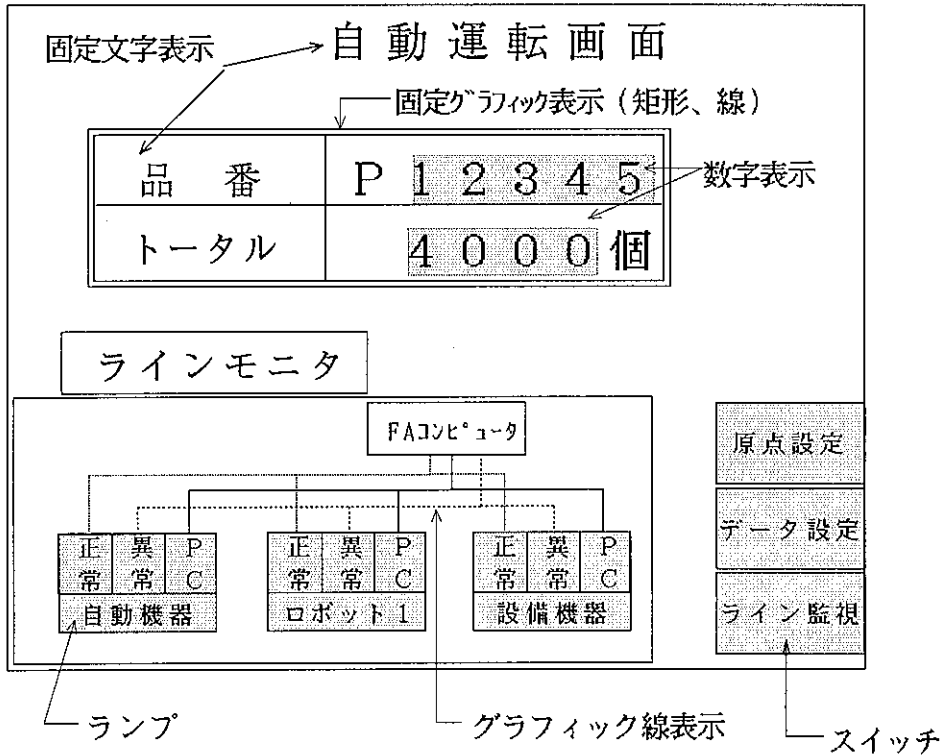 固定文字表示
自動運転画面
固定グラフィック表示（矩形、線）
品番
P12345
数字表示
トータル
4000個
ラインモニタ
FAコンピュータ
原点設定
データ設定
ライン監視
正常 異常 PC
自動機器
正常 異常 PC
ロボット1
正常 異常 PC
設備機器
ランプ
グラフィック線表示
スイッチ